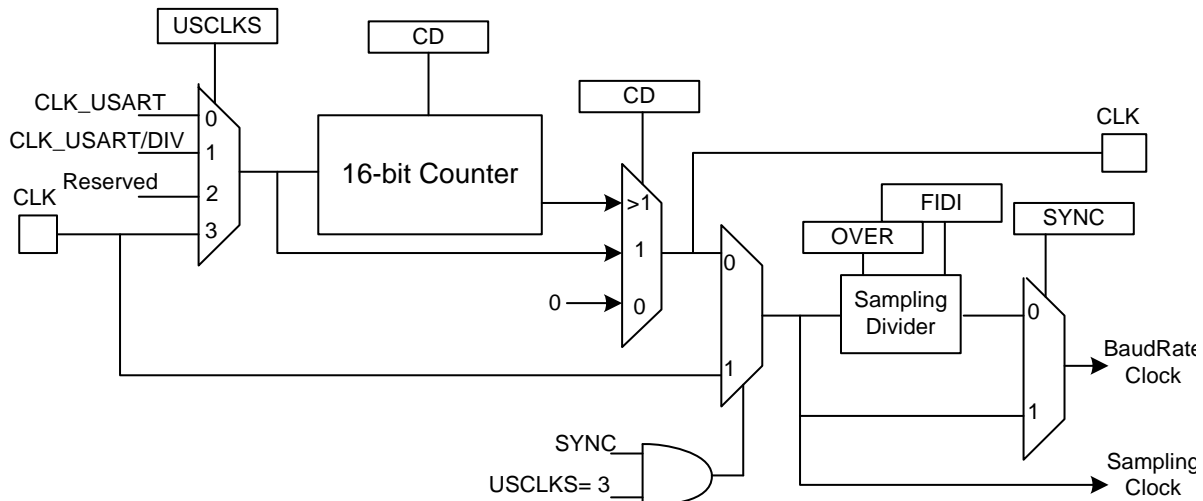 USCLKS
CD
CLK_USART
CLK_USART/DIV
Reserved
CLK
0
1
2
3
16-bit Counter
CD
>1
1
0
0
CLK
0
1
FIDI
OVER
SYNC
Sampling
Divider
0
1
BaudRate
Clock
SYNC
USCLKS= 3
Sampling
Clock